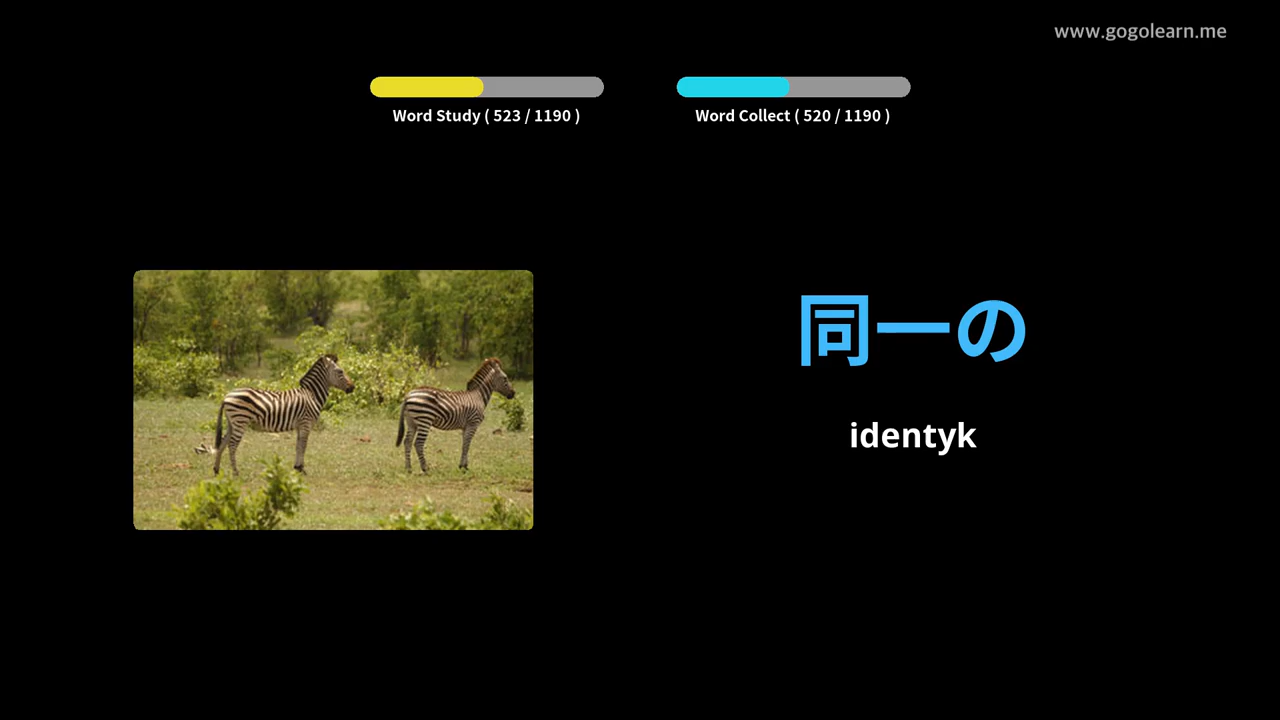 www.gogolearn.me
Word Study ( 523 / 1190 )
Word Collect ( 520 / 1190 )
同一の
identyk